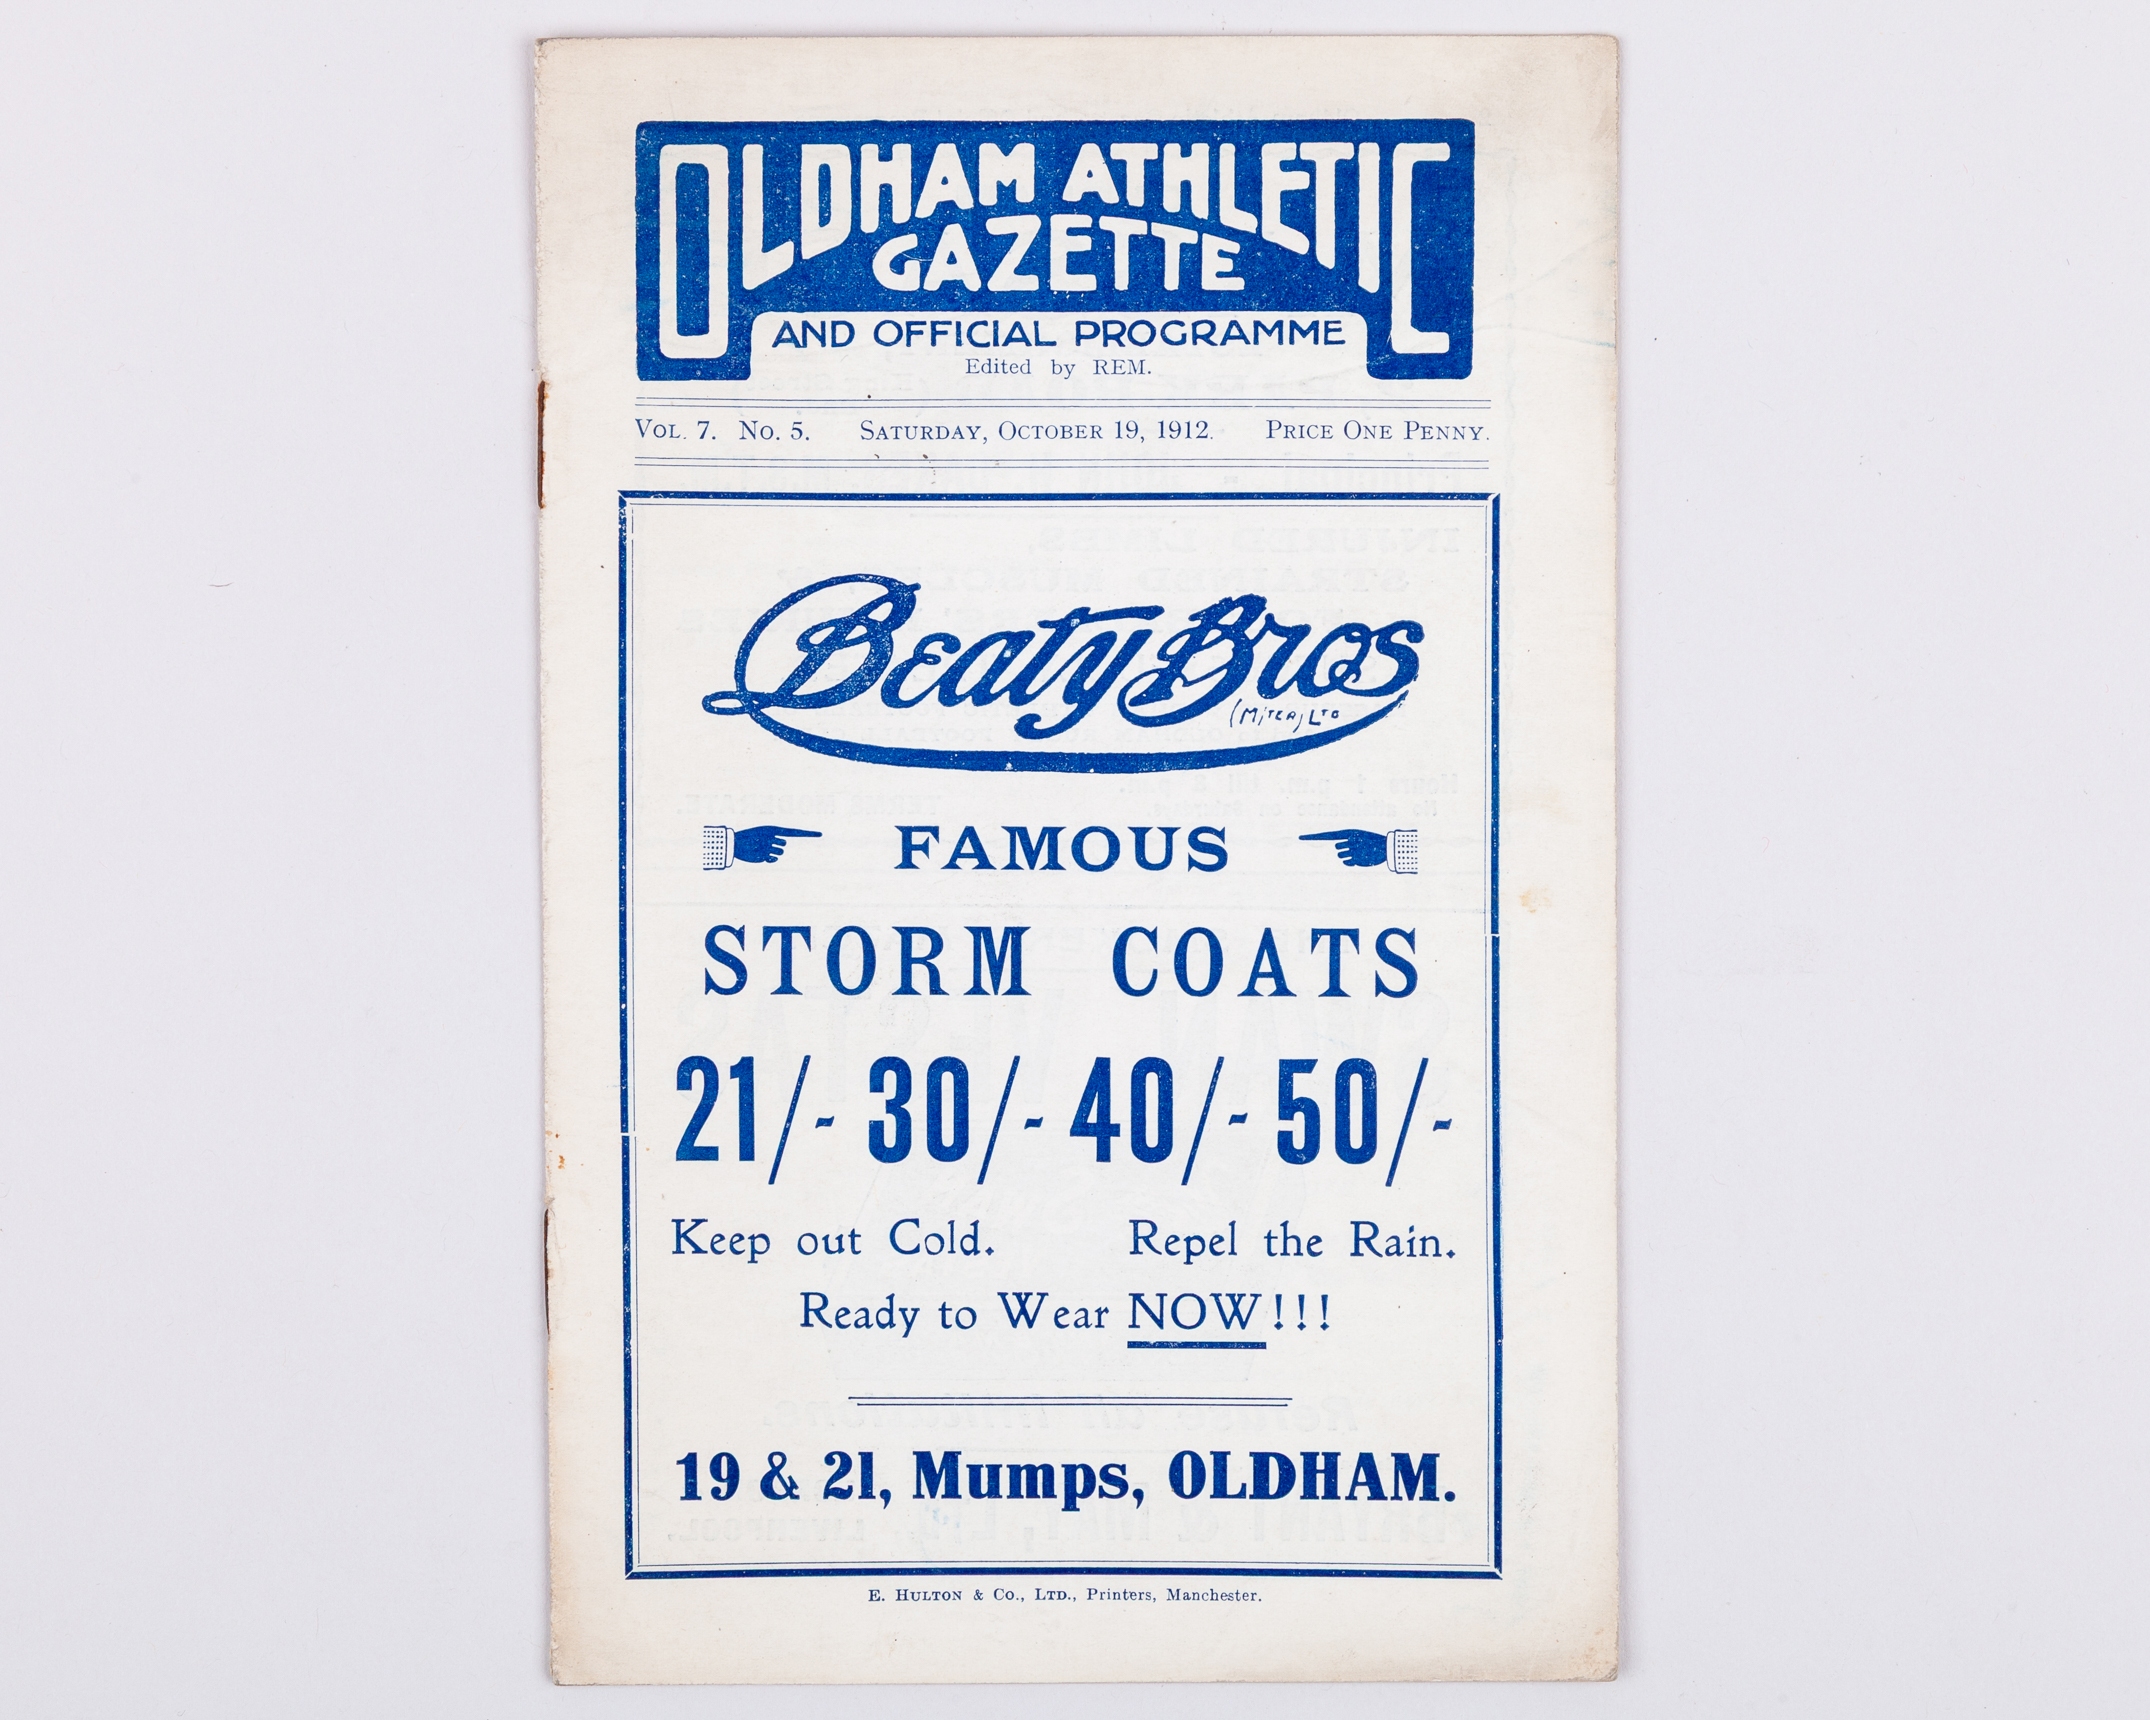 OLDHAM ATHLETIC
GAZETTE
AND OFFICIAL PROGRAMME
Edited by REM.
VOL. 7. NO. 5. SATURDAY, OCTOBER 19, 1912. PRICE ONE PENNY.
Beaty Bros
(M/TER) LTD
FAMOUS
STORM COATS
21/- 30/- 40/- 50/-
Keep out Cold. Repel the Rain.
Ready to Wear NOW!!!
19 & 21, Mumps, OLDHAM.
E. HULTON & CO., LTD., Printers, Manchester.